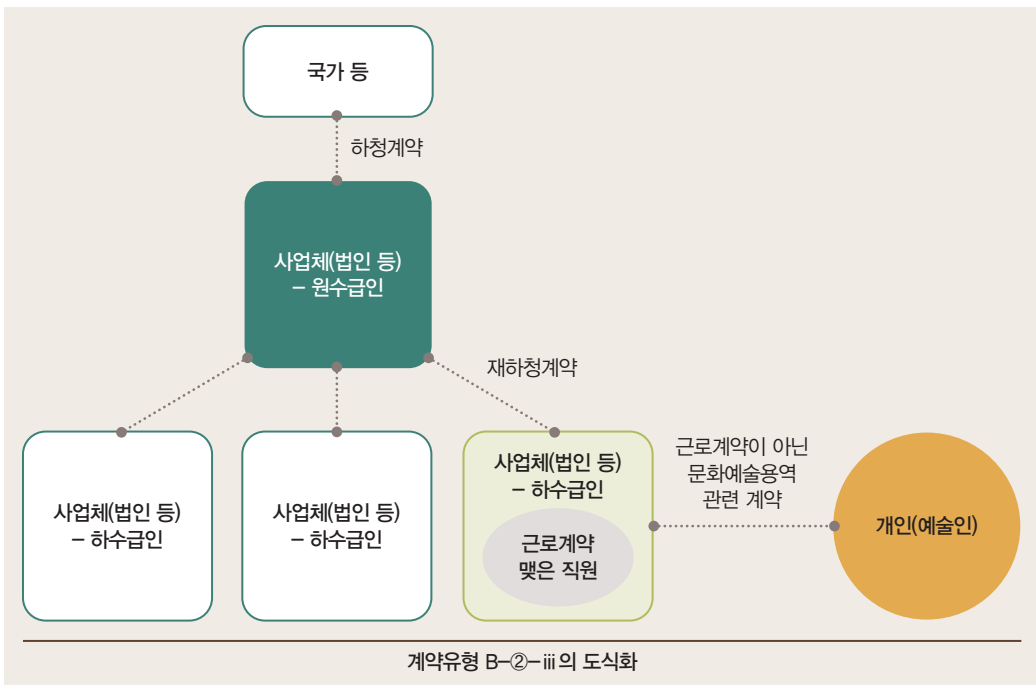 국가 등
하청계약
사업체(법인 등)
– 원수급인
재하청계약
사업체(법인 등)
– 하수급인
사업체(법인 등)
– 하수급인
사업체(법인 등)
– 하수급인
근로계약
맺은 직원
근로계약이 아닌
문화예술용역
관련 계약
개인(예술인)
계약유형 B–②–ⅲ의 도식화